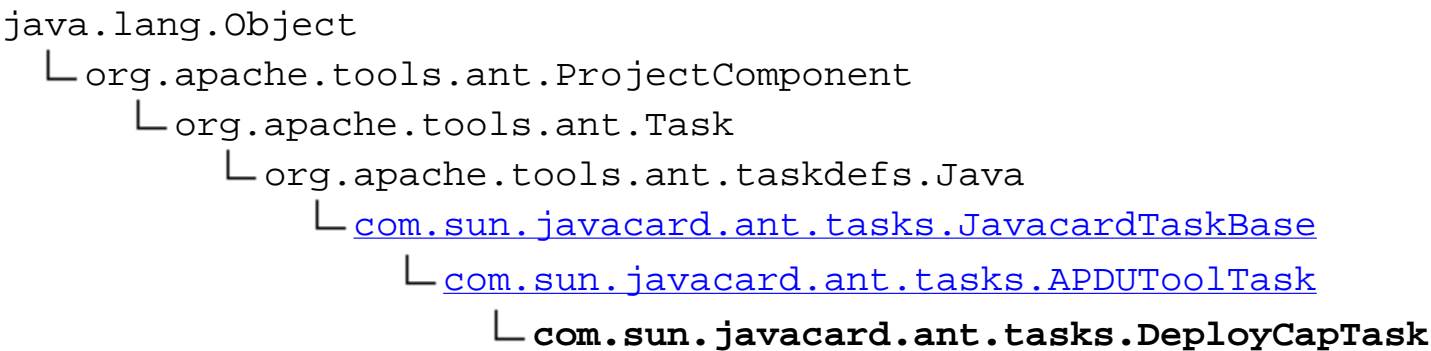 java.lang.Object
org.apache.tools.ant.ProjectComponent
org.apache.tools.ant.Task
org.apache.tools.ant.taskdefs.Java
com.sun.javacard.ant.tasks.JavacardTaskBase
com.sun.javacard.ant.tasks.APDUToolTask
com.sun.javacard.ant.tasks.DeployCapTask